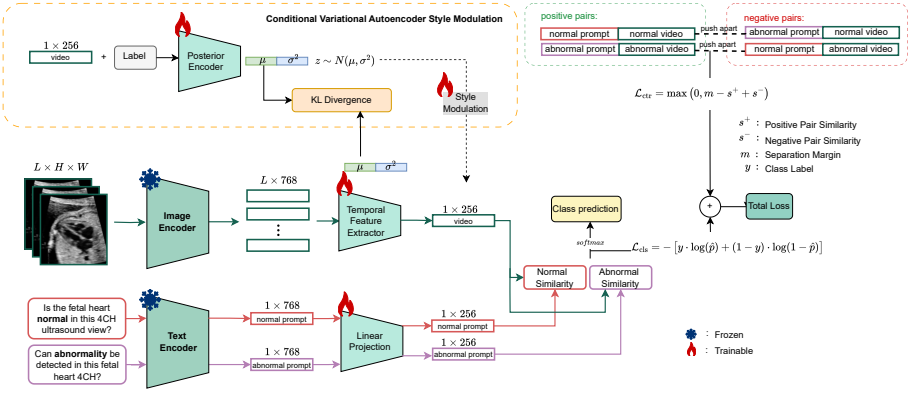 Conditional Variational Autoencoder Style Modulation
1 × 256
video
+
Label
Posterior
Encoder
μ
σ²
z ∼ N(μ, σ²)
KL Divergence
Style
Modulation
positive pairs:
negative pairs:
normal prompt
normal video
push apart
abnormal prompt
normal video
abnormal prompt
abnormal video
push apart
normal prompt
abnormal video
ℒctr = max (0, m − s⁺ + s⁻)
s⁺ : Positive Pair Similarity
s⁻ : Negative Pair Similarity
m : Separation Margin
y : Class Label
L × H × W
Image
Encoder
L × 768
μ
σ²
Temporal
Feature
Extractor
1 × 256
video
Class prediction
softmax
+
Total Loss
ℒcls = − [y · log(p̂) + (1 − y) · log(1 − p̂)]
Normal
Similarity
Abnormal
Similarity
Is the fetal heart
normal in this 4CH
ultrasound view?
Can abnormality be
detected in this fetal
heart 4CH?
Text
Encoder
1 × 768
normal prompt
1 × 768
abnormal prompt
Linear
Projection
1 × 256
normal prompt
1 × 256
abnormal prompt
: Frozen
: Trainable